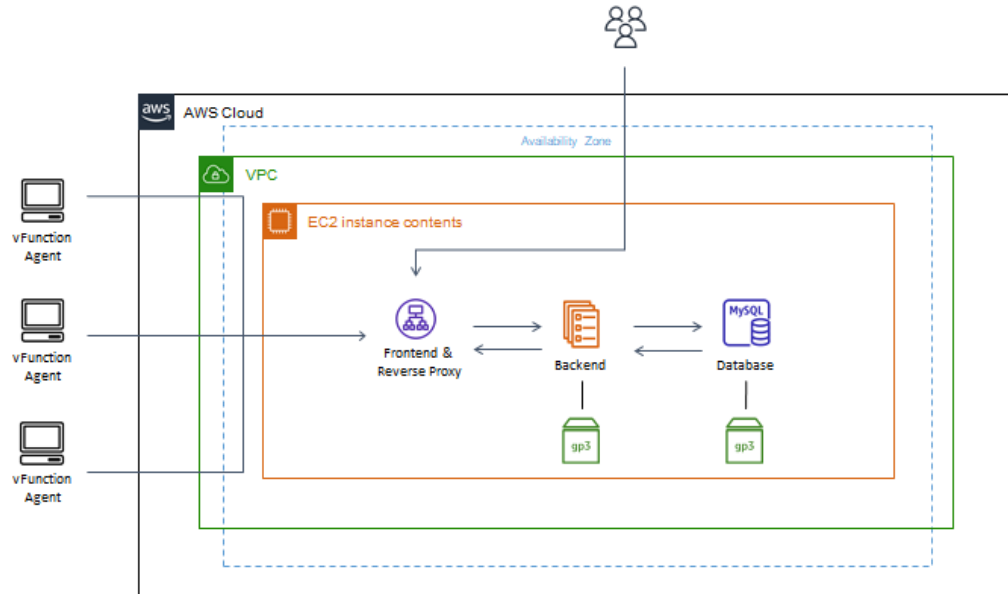 aws
AWS Cloud
Availability Zone
VPC
EC2 instance contents
vFunction
Agent
vFunction
Agent
vFunction
Agent
Frontend &
Reverse Proxy
Backend
MySQL
Database
gp3
gp3